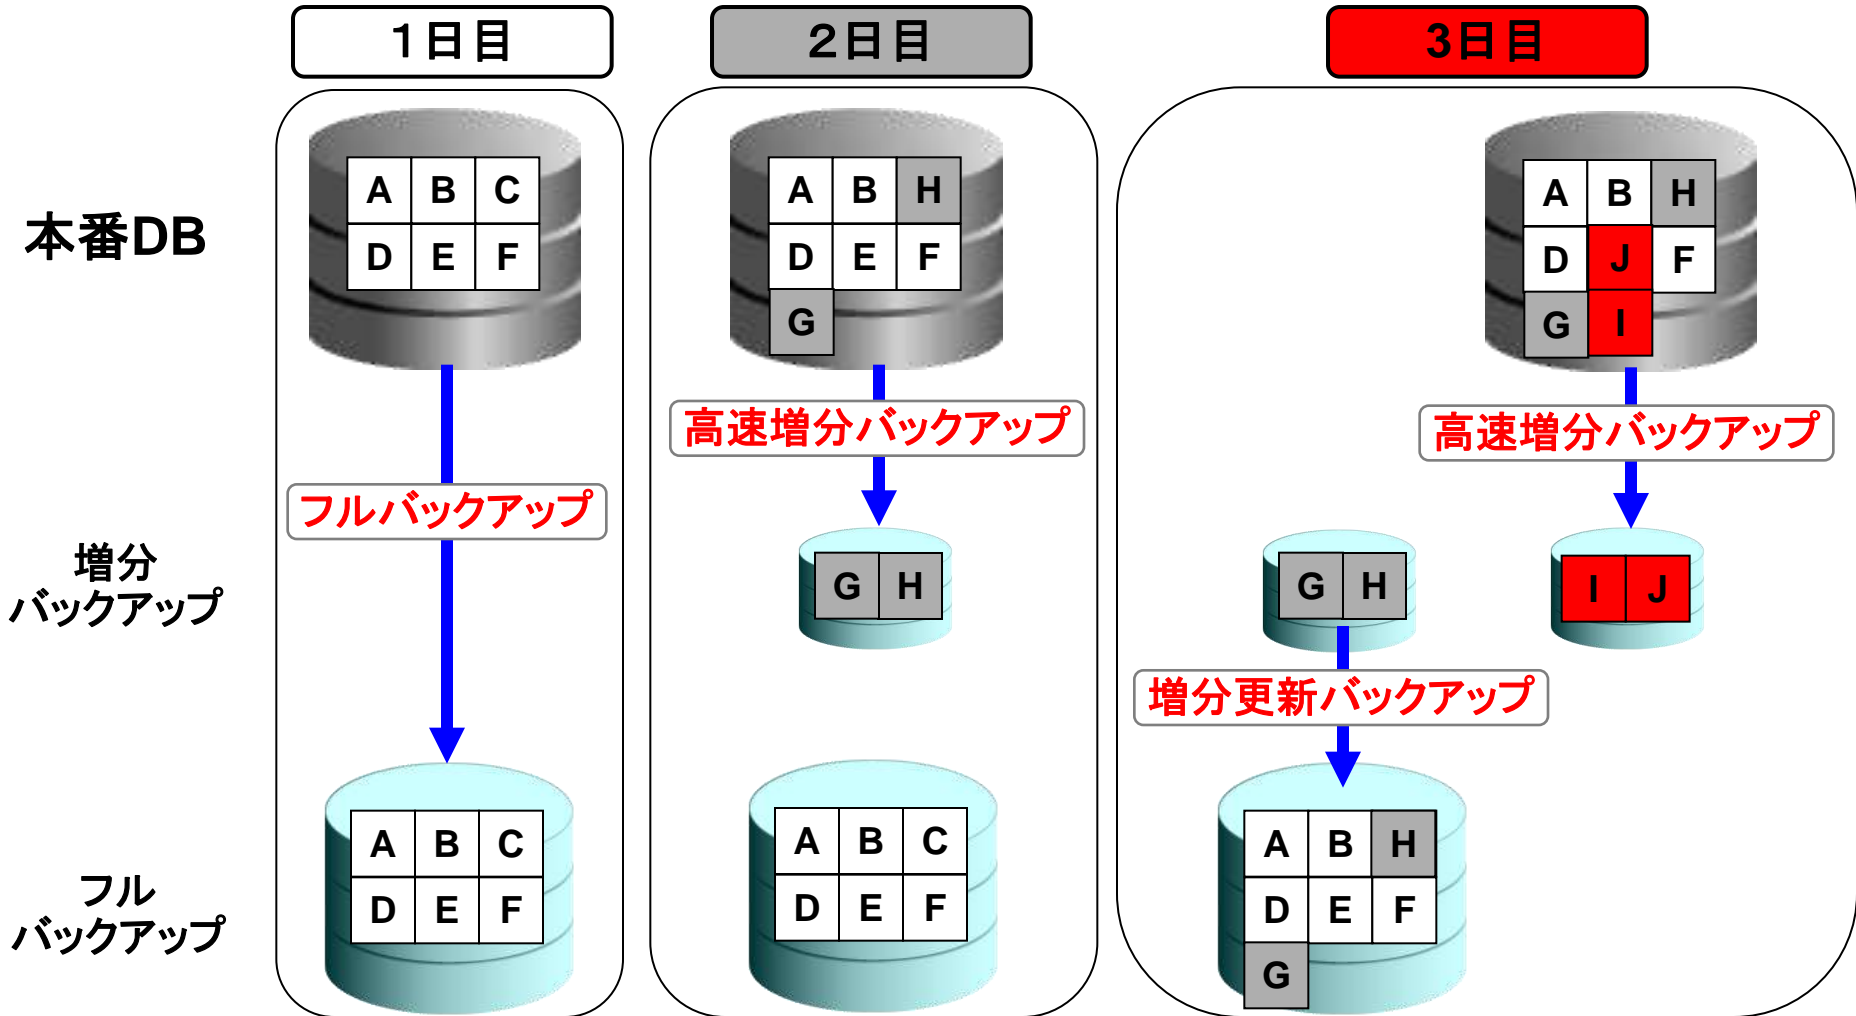 1日目
2日目
3日目
本番DB
A B C
D E F
A B H
D E F
G
A B H
D J F
G I
高速増分バックアップ
高速増分バックアップ
フルバックアップ
増分
バックアップ
G H
G H
I J
増分更新バックアップ
フル
バックアップ
A B C
D E F
A B C
D E F
A B H
D E F
G